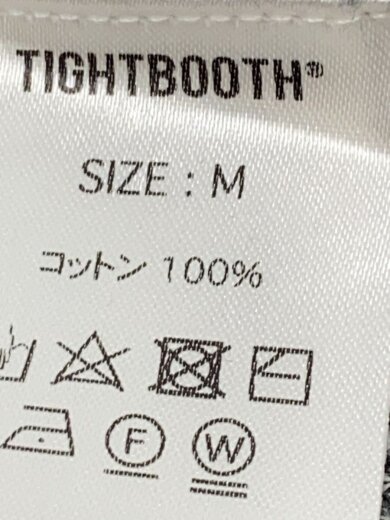 TIGHTBOOTH®
SIZE : M
コットン 100%
F
W